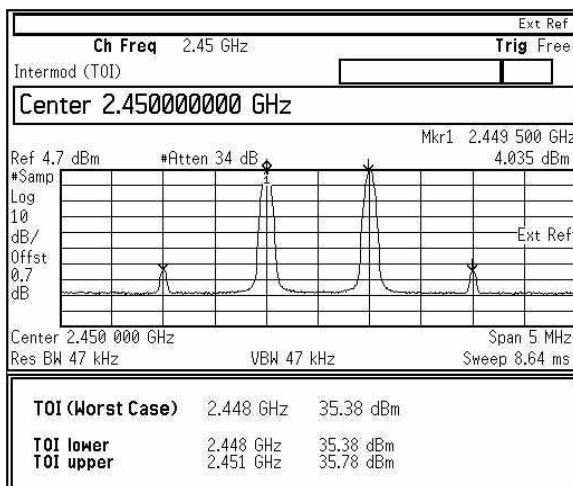 Ext Ref
Ch Freq 2.45 GHz Trig Free
Intermod (TOI)
Center 2.450000000 GHz
Mkr1 2.449 500 GHz
Ref 4.7 dBm #Atten 34 dB 4.035 dBm
#Samp
Log
10
dB/
Offst
0.7
dB
1
Ext Ref
Center 2.450 000 GHz Span 5 MHz
Res BW 47 kHz VBW 47 kHz Sweep 8.64 ms
TOI (Worst Case) 2.448 GHz 35.38 dBm
TOI lower 2.448 GHz 35.38 dBm
TOI upper 2.451 GHz 35.78 dBm